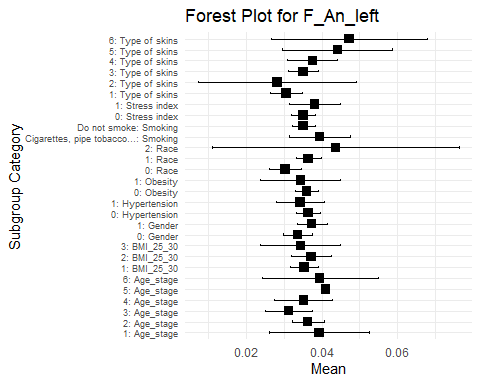 Forest Plot for F_An_left
Subgroup Category
6: Type of skins
5: Type of skins
4: Type of skins
3: Type of skins
2: Type of skins
1: Type of skins
1: Stress index
0: Stress index
Do not smoke: Smoking
Cigarettes, pipe tobacco...: Smoking
2: Race
1: Race
0: Race
1: Obesity
0: Obesity
1: Hypertension
0: Hypertension
1: Gender
0: Gender
3: BMI_25_30
2: BMI_25_30
1: BMI_25_30
6: Age_stage
5: Age_stage
4: Age_stage
3: Age_stage
2: Age_stage
1: Age_stage
0.02 0.04 0.06
Mean